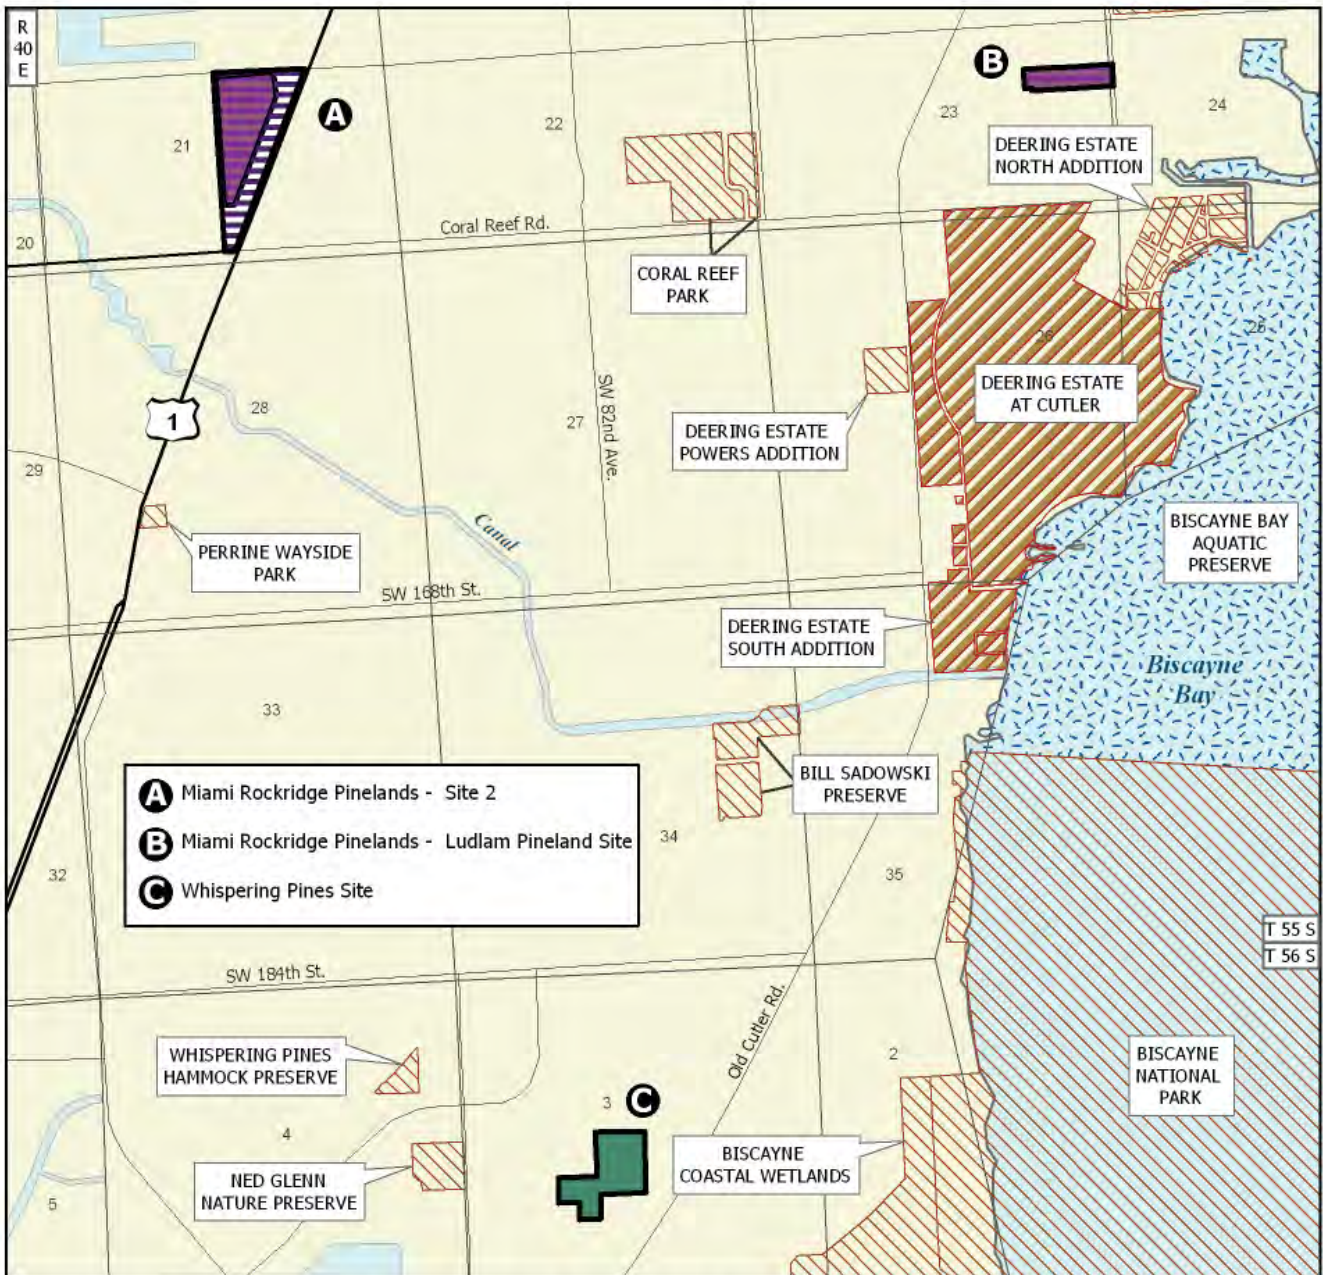 R
40
E
A
B
21
22
23
24
DEERING ESTATE
NORTH ADDITION
Coral Reef Rd.
20
CORAL REEF
PARK
26
25
DEERING ESTATE
AT CUTLER
1
28
27
SW 82nd Ave.
DEERING ESTATE
POWERS ADDITION
29
Canal
PERRINE WAYSIDE
PARK
BISCAYNE BAY
AQUATIC
PRESERVE
SW 168th St.
DEERING ESTATE
SOUTH ADDITION
Biscayne
Bay
33
BILL SADOWSKI
PRESERVE
A Miami Rockridge Pinelands - Site 2
B Miami Rockridge Pinelands - Ludlam Pineland Site
C Whispering Pines Site
34
32
35
T 55 S
T 56 S
SW 184th St.
Old Cutler Rd.
WHISPERING PINES
HAMMOCK PRESERVE
2
BISCAYNE
NATIONAL
PARK
3
C
4
BISCAYNE
COASTAL WETLANDS
NED GLENN
NATURE PRESERVE
5